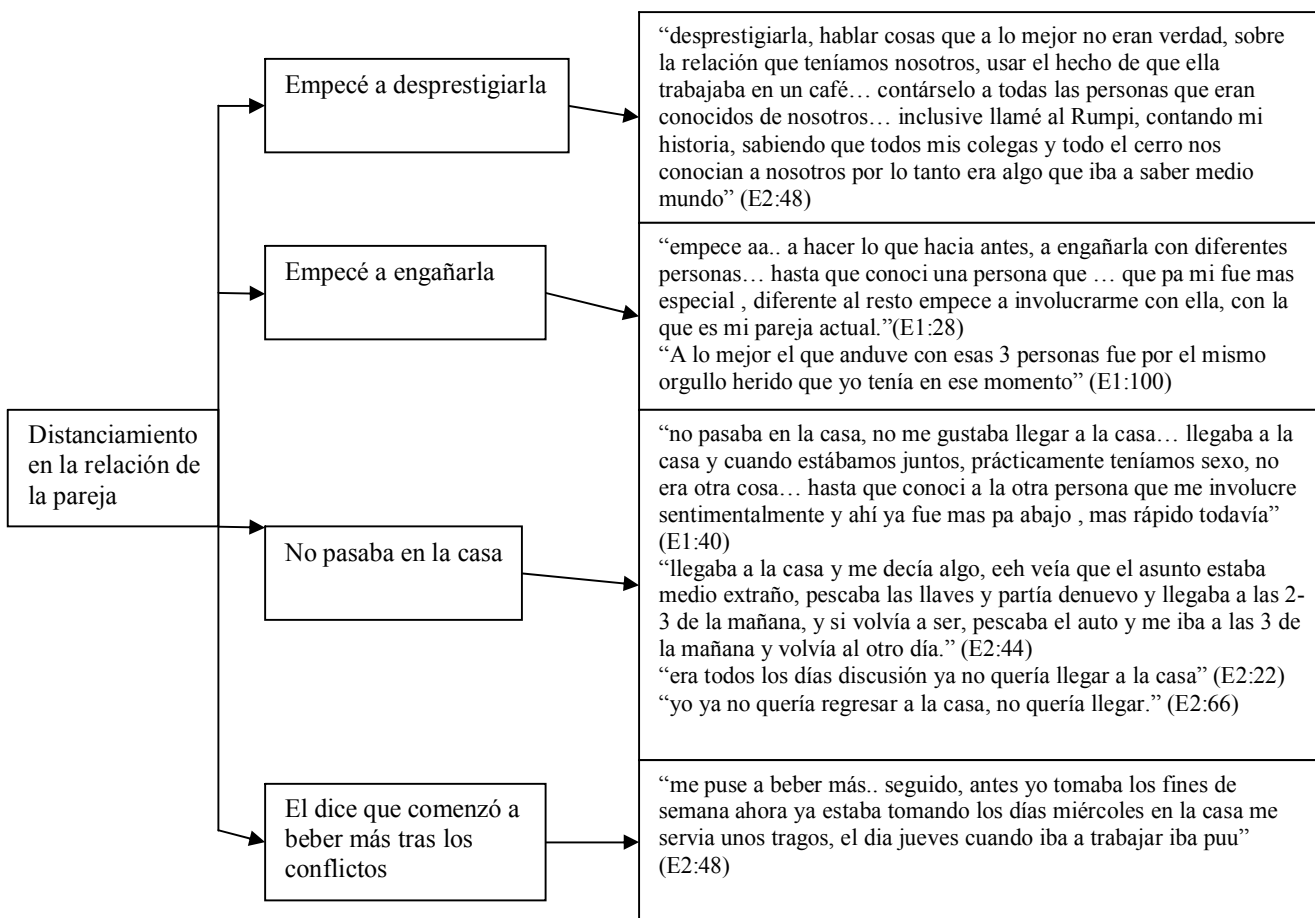 Distanciamiento
en la relación de
la pareja
Empecé a desprestigiarla
“desprestigiarla, hablar cosas que a lo mejor no eran verdad, sobre
la relación que teníamos nosotros, usar el hecho de que ella
trabajaba en un café… contárselo a todas las personas que eran
conocidos de nosotros… inclusive llamé al Rumpi, contando mi
historia, sabiendo que todos mis colegas y todo el cerro nos
conocian a nosotros por lo tanto era algo que iba a saber medio
mundo” (E2:48)
Empecé a engañarla
“empece aa.. a hacer lo que hacia antes, a engañarla con diferentes
personas… hasta que conoci una persona que … que pa mi fue mas
especial , diferente al resto empece a involucrarme con ella, con la
que es mi pareja actual.”(E1:28)
“A lo mejor el que anduve con esas 3 personas fue por el mismo
orgullo herido que yo tenía en ese momento” (E1:100)
No pasaba en la casa
“no pasaba en la casa, no me gustaba llegar a la casa… llegaba a la
casa y cuando estábamos juntos, prácticamente teníamos sexo, no
era otra cosa… hasta que conoci a la otra persona que me involucre
sentimentalmente y ahí ya fue mas pa abajo , mas rápido todavía”
(E1:40)
“llegaba a la casa y me decía algo, eeh veía que el asunto estaba
medio extraño, pescaba las llaves y partía denuevo y llegaba a las 2-
3 de la mañana, y si volvía a ser, pescaba el auto y me iba a las 3 de
la mañana y volvía al otro día.” (E2:44)
“era todos los días discusión ya no quería llegar a la casa” (E2:22)
“yo ya no quería regresar a la casa, no quería llegar.” (E2:66)
El dice que comenzó a
beber más tras los
conflictos
“me puse a beber más.. seguido, antes yo tomaba los fines de
semana ahora ya estaba tomando los días miércoles en la casa me
servia unos tragos, el dia jueves cuando iba a trabajar iba puu”
(E2:48)